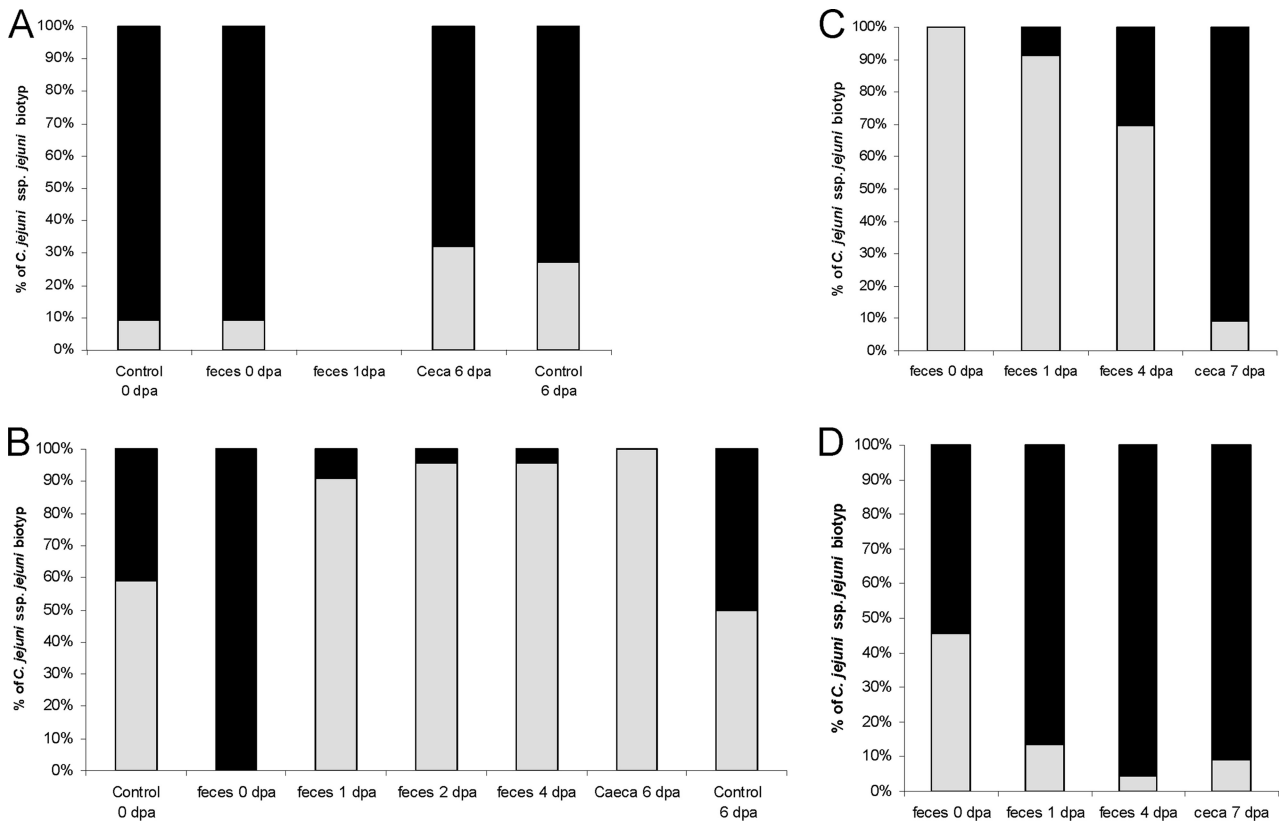 A
% of C. jejuni ssp. jejuni biotyp
100%
90%
80%
70%
60%
50%
40%
30%
20%
10%
0%
Control 0 dpa
feces 0 dpa
feces 1dpa
Ceca 6 dpa
Control 6 dpa
C
% of C. jejuni ssp. jejuni biotyp
100%
90%
80%
70%
60%
50%
40%
30%
20%
10%
0%
feces 0 dpa
feces 1 dpa
feces 4 dpa
ceca 7 dpa
B
% of C. jejuni ssp. jejuni biotyp
100%
90%
80%
70%
60%
50%
40%
30%
20%
10%
0%
Control 0 dpa
feces 0 dpa
feces 1 dpa
feces 2 dpa
feces 4 dpa
Caeca 6 dpa
Control 6 dpa
D
% of C. jejuni ssp. jejuni biotyp
100%
90%
80%
70%
60%
50%
40%
30%
20%
10%
0%
feces 0 dpa
feces 1 dpa
feces 4 dpa
ceca 7 dpa